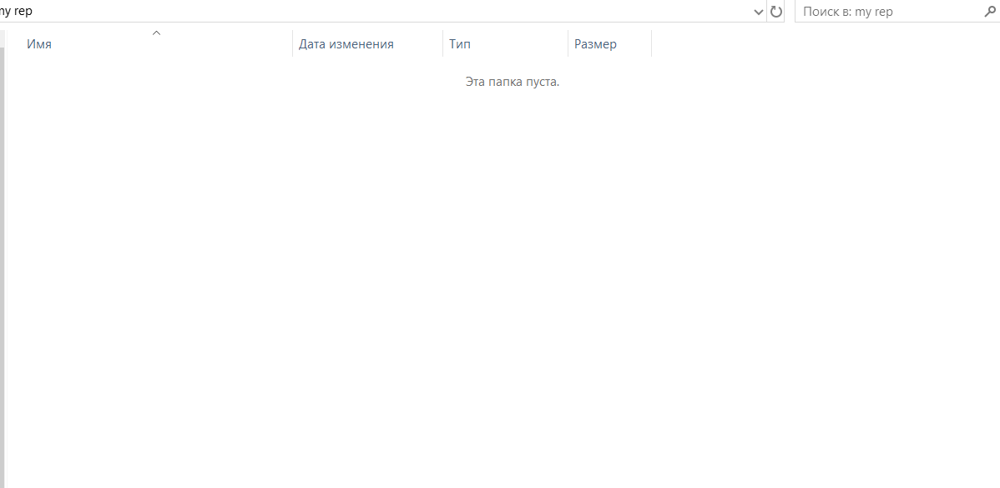 my rep
Поиск в: my rep
Имя
Дата изменения
Тип
Размер
Эта папка пуста.